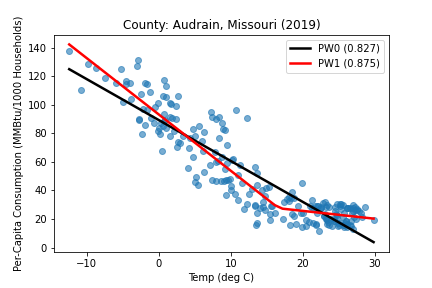 County: Audrain, Missouri (2019)
PW0 (0.827)
PW1 (0.875)
Per-Capita Consumption (MMBtu/1000 Households)
140
120
100
80
60
40
20
0
−10 0 10 20 30
Temp (deg C)